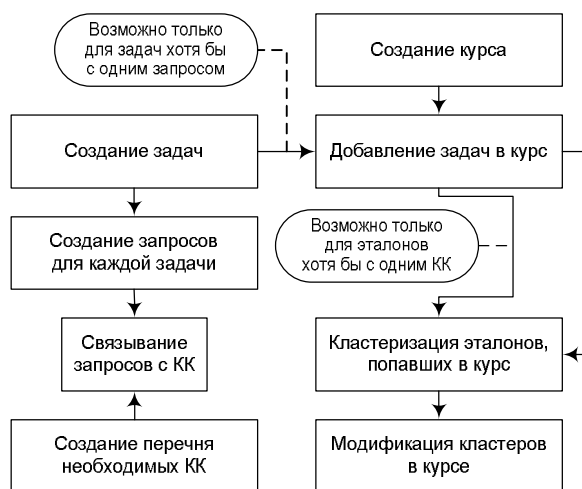 Возможно только
для задач хотя бы
с одним запросом
Создание курса
Создание задач
Добавление задач в курс
Создание запросов
для каждой задачи
Возможно только
для эталонов
хотя бы с одним КК
Связывание
запросов с КК
Кластеризация эталонов,
попавших в курс
Создание перечня
необходимых КК
Модификация кластеров
в курсе